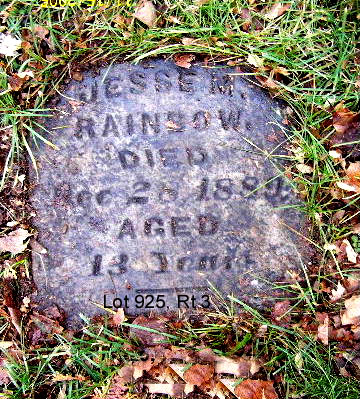 JESSE M.
RAINBOW
DIED
Dec.
AGED
13 Years
Lot 925, Rt 3